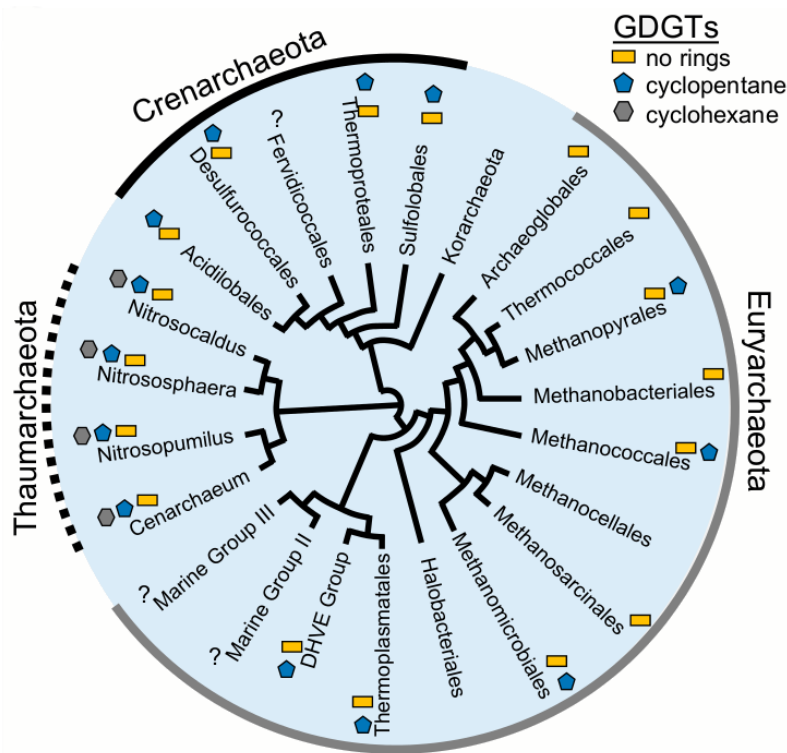 GDGTs
no rings
cyclopentane
cyclohexane
Crenarchaeota
Thaumarchaeota
Euryarchaeota
Acidilobales
Desulfurococcales
?
Fervidicoccales
Thermoproteales
Sulfolobales
Korarchaeota
Archaeoglobales
Thermococcales
Methanopyrales
Methanobacteriales
Methanococcales
Methanocellales
Methanosarcinales
Methanomicrobiales
Halobacteriales
Thermoplasmatales
DHVE Group
? Marine Group II
? Marine Group III
Cenarchaeum
Nitrosopumilus
Nitrososphaera
Nitrosocaldus